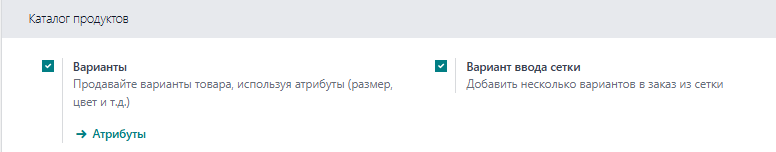 Каталог продуктов
Варианты
Продавайте варианты товара, используя атрибуты (размер,
цвет и т.д.)
→ Атрибуты
Вариант ввода сетки
Добавить несколько вариантов в заказ из сетки